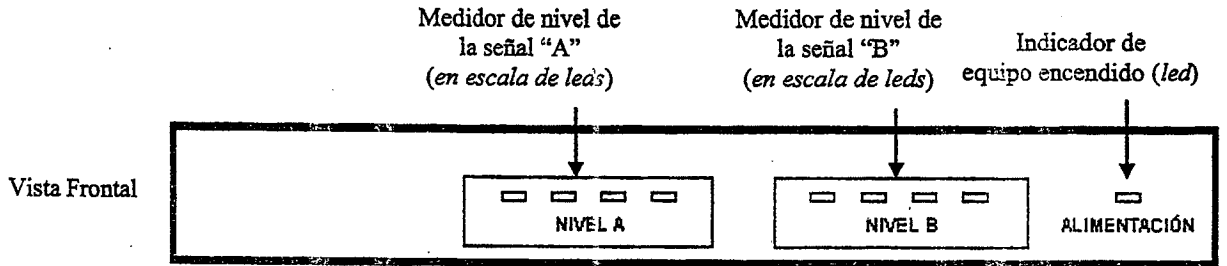 Medidor de nivel de
la señal “A”
(en escala de leds)
Medidor de nivel de
la señal “B”
(en escala de leds)
Indicador de
equipo encendido (led)
Vista Frontal
NIVEL A
NIVEL B
ALIMENTACIÓN